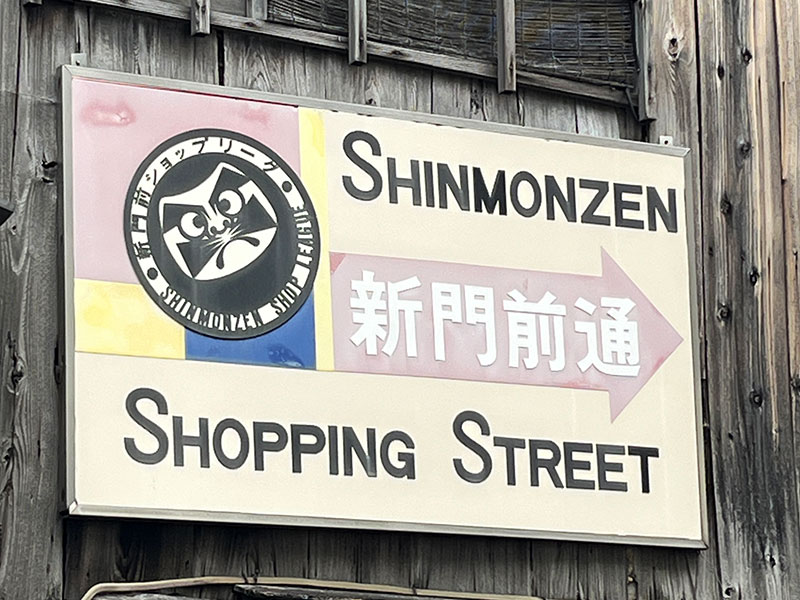 新門前ショップリーグ
SHINMONZEN SHOP LEAGUE
SHINMONZEN
新門前通
SHOPPING STREET